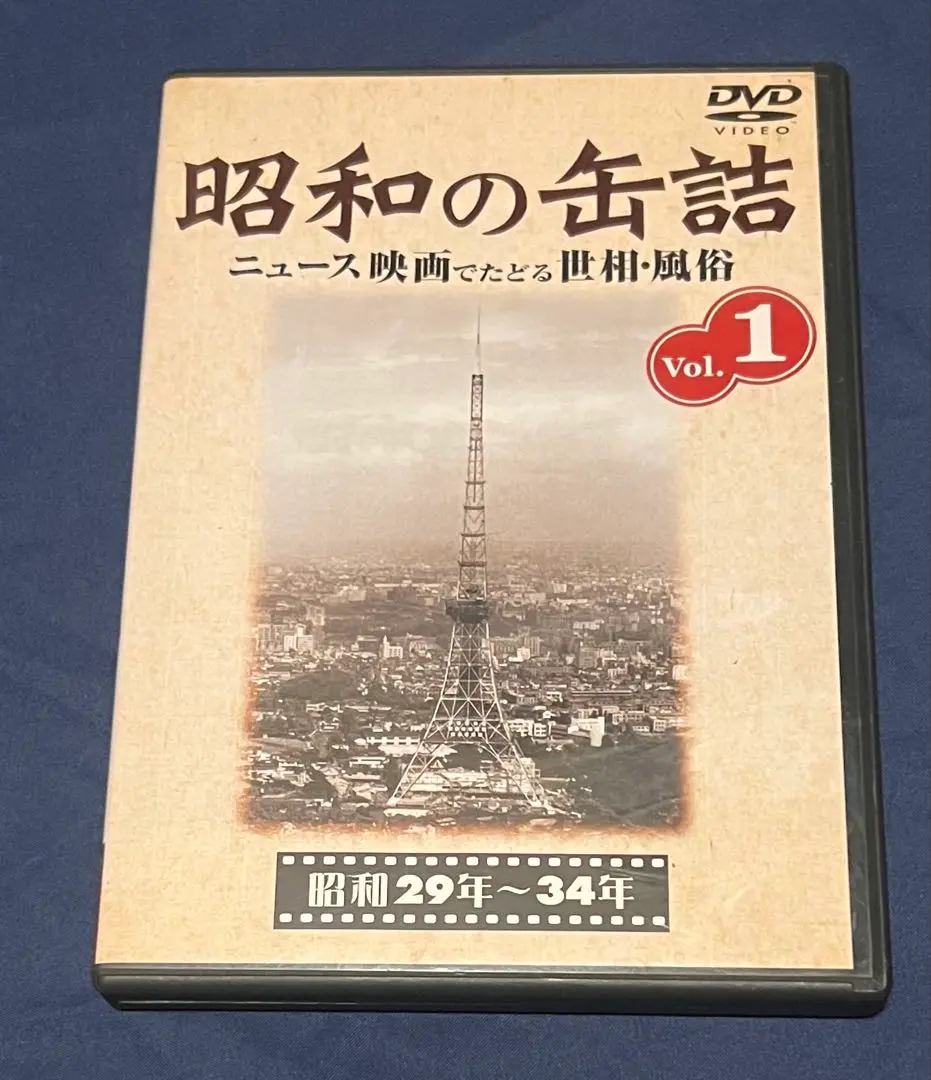 DVD
VIDEO
昭和の缶詰
ニュース映画でたどる世相・風俗
Vol.1
昭和29年～34年